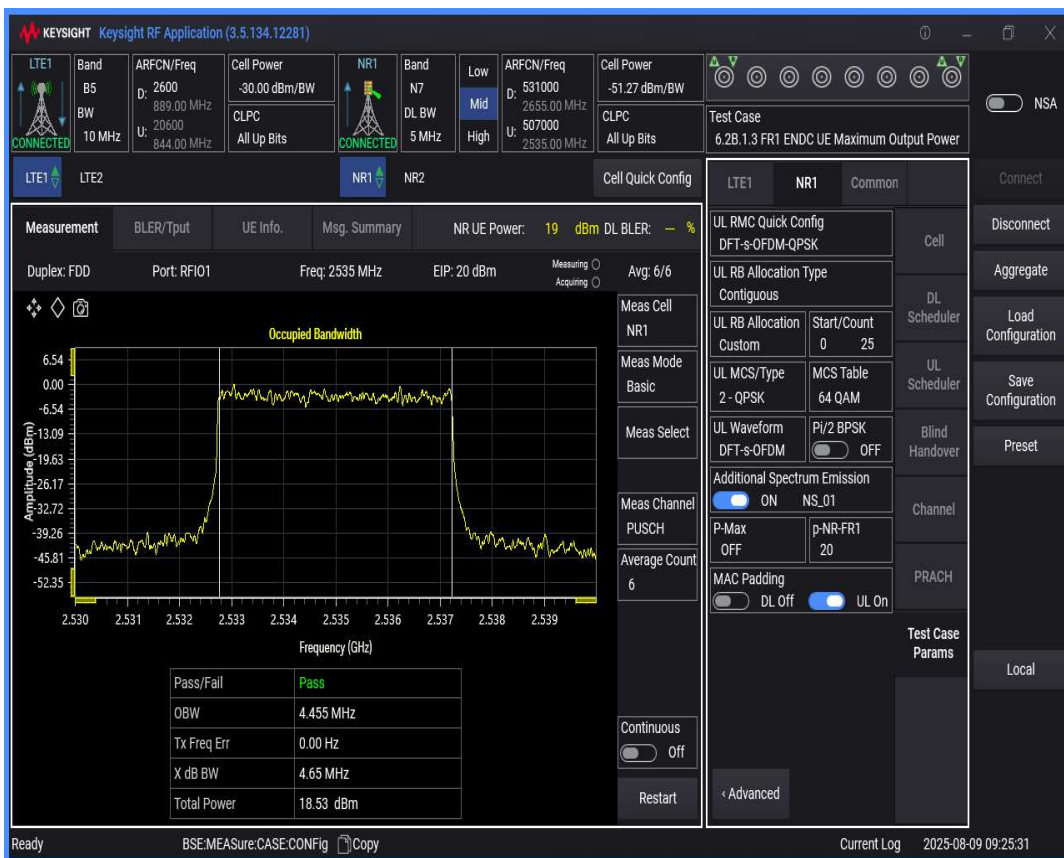 KEYSIGHT Keysight RF Application (3.5.134.12281)
LTE1 Band B5 BW 10 MHz CONNECTED
ARFCN/Freq D: 2600 889.00 MHz U: 20600 844.00 MHz
Cell Power -30.00 dBm/BW CLPC All Up Bits
NR1 Band N7 DL BW 5 MHz CONNECTED
Low Mid High
ARFCN/Freq D: 531000 2655.00 MHz U: 507000 2535.00 MHz
Cell Power -51.27 dBm/BW CLPC All Up Bits
Test Case
6.2B.1.3 FR1 ENDC UE Maximum Output Power
NSA
LTE1 LTE2 NR1 NR2 Cell Quick Config
Measurement BLER/Tput UE Info. Msg. Summary NR UE Power: 19 dBm DL BLER: — %
Duplex: FDD Port: RFIO1 Freq: 2535 MHz EIP: 20 dBm Measuring Acquiring Avg: 6/6
Occupied Bandwidth
Amplitude (dBm)
6.54
0.00
-6.54
-13.09
-19.63
-26.17
-32.72
-39.26
-45.81
-52.35
2.530 2.531 2.532 2.533 2.534 2.535 2.536 2.537 2.538 2.539
Frequency (GHz)
Pass/Fail Pass
OBW 4.455 MHz
Tx Freq Err 0.00 Hz
X dB BW 4.65 MHz
Total Power 18.53 dBm
Meas Cell
NR1
Meas Mode
Basic
Meas Select
Meas Channel
PUSCH
Average Count
6
Continuous
Off
Restart
LTE1 NR1 Common
UL RMC Quick Config
DFT-s-OFDM-QPSK
UL RB Allocation Type
Contiguous
UL RB Allocation Start/Count
Custom 0 25
UL MCS/Type MCS Table
2 - QPSK 64 QAM
UL Waveform Pi/2 BPSK
DFT-s-OFDM OFF
Additional Spectrum Emission
ON NS_01
P-Max p-NR-FR1
OFF 20
MAC Padding
DL Off UL On
‹ Advanced
Cell
DL Scheduler
UL Scheduler
Blind Handover
Channel
PRACH
Test Case Params
Connect
Disconnect
Aggregate
Load Configuration
Save Configuration
Preset
Local
Ready BSE:MEASure:CASE:CONFig Copy Current Log 2025-08-09 09:25:31